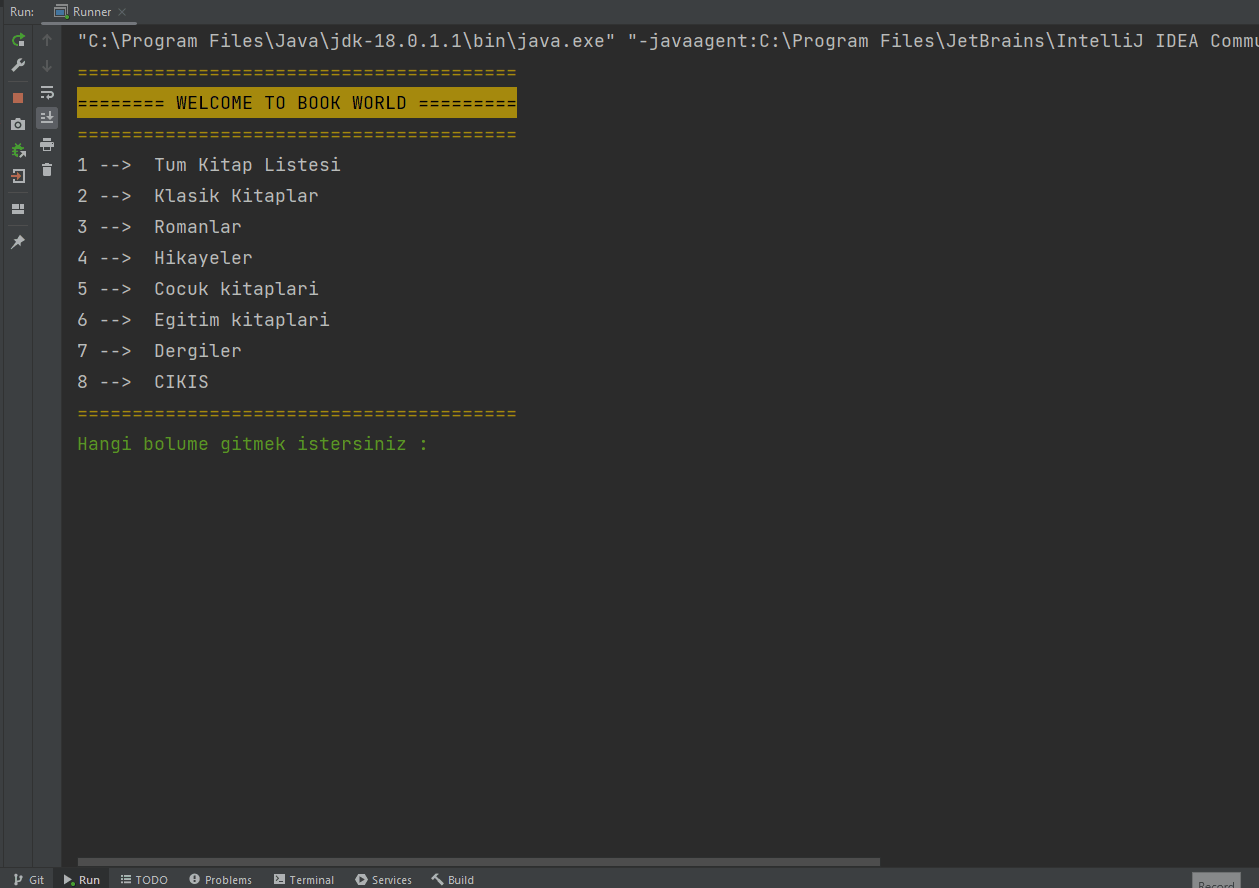 Run: Runner
"C:\Program Files\Java\jdk-18.0.1.1\bin\java.exe" "-javaagent:C:\Program Files\JetBrains\IntelliJ IDEA Commu
========================================
======== WELCOME TO BOOK WORLD =========
========================================
1 -->  Tum Kitap Listesi
2 -->  Klasik Kitaplar
3 -->  Romanlar
4 -->  Hikayeler
5 -->  Cocuk kitaplari
6 -->  Egitim kitaplari
7 -->  Dergiler
8 -->  CIKIS
========================================
Hangi bolume gitmek istersiniz :
Git Run TODO Problems Terminal Services Build
Record